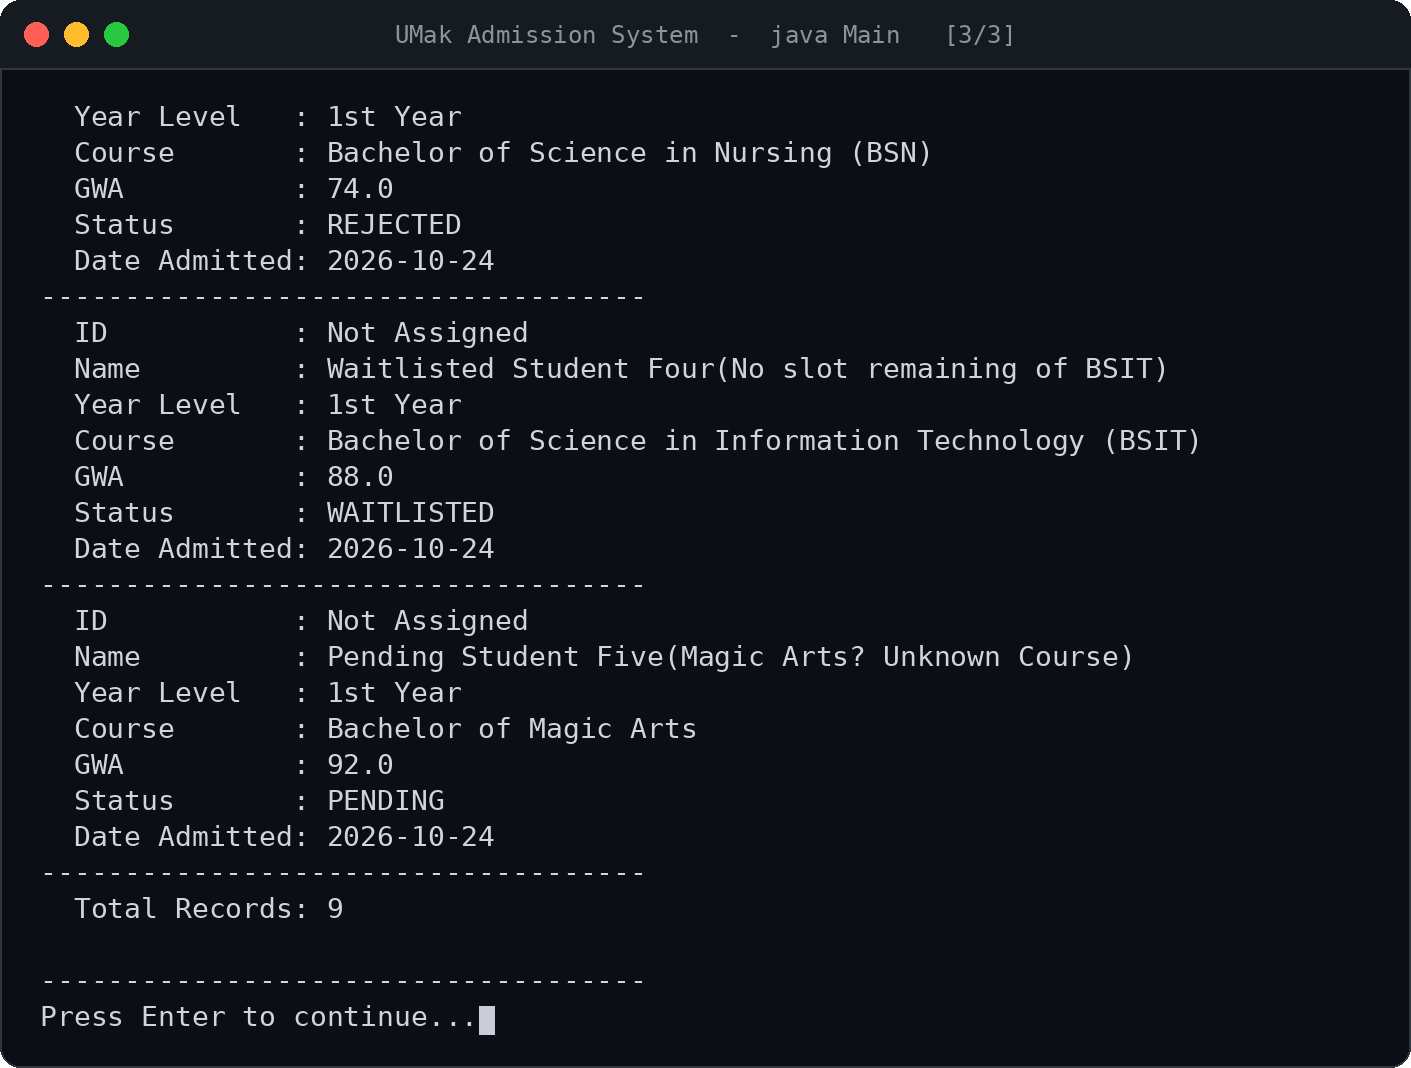 UMak Admission System  -  java Main   [3/3]
  Year Level   : 1st Year
  Course       : Bachelor of Science in Nursing (BSN)
  GWA          : 74.0
  Status       : REJECTED
  Date Admitted: 2026-10-24
------------------------------------
  ID           : Not Assigned
  Name         : Waitlisted Student Four(No slot remaining of BSIT)
  Year Level   : 1st Year
  Course       : Bachelor of Science in Information Technology (BSIT)
  GWA          : 88.0
  Status       : WAITLISTED
  Date Admitted: 2026-10-24
------------------------------------
  ID           : Not Assigned
  Name         : Pending Student Five(Magic Arts? Unknown Course)
  Year Level   : 1st Year
  Course       : Bachelor of Magic Arts
  GWA          : 92.0
  Status       : PENDING
  Date Admitted: 2026-10-24
------------------------------------
  Total Records: 9

------------------------------------
Press Enter to continue...